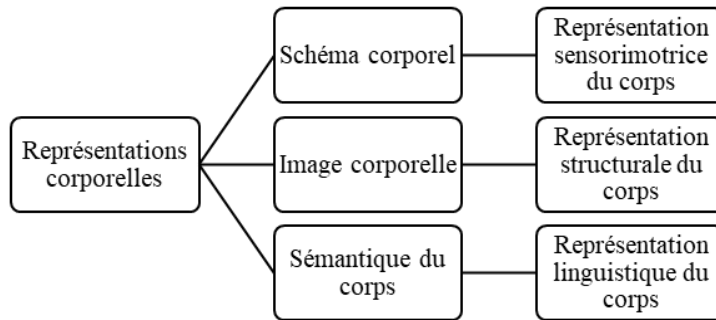 Schéma corporel
Représentation
sensorimotrice
du corps
Représentations
corporelles
Image corporelle
Représentation
structurale du
corps
Sémantique du
corps
Représentation
linguistique du
corps